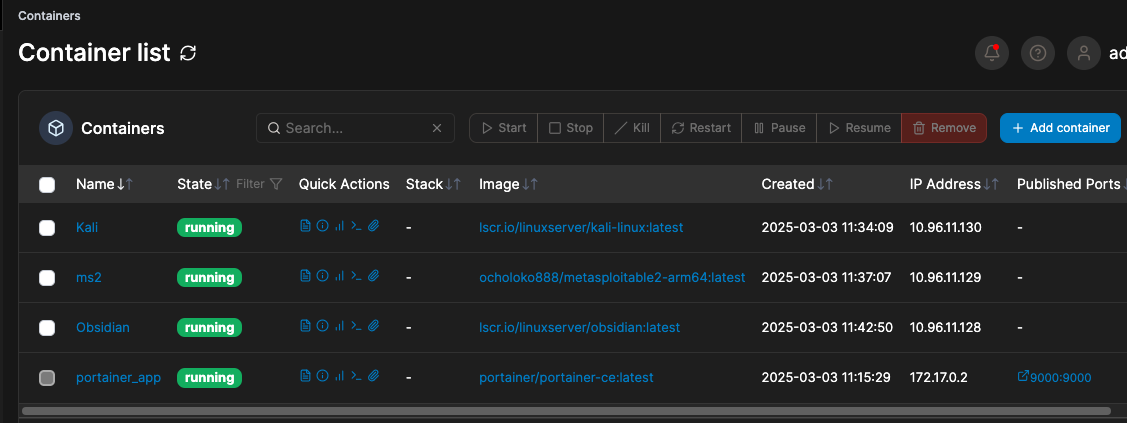 Containers
Container list
ad
Containers Search... Start Stop Kill Restart Pause Resume Remove + Add container
Name State Filter Quick Actions Stack Image Created IP Address Published Ports
Kali running - lscr.io/linuxserver/kali-linux:latest 2025-03-03 11:34:09 10.96.11.130 -
ms2 running - ocholoko888/metasploitable2-arm64:latest 2025-03-03 11:37:07 10.96.11.129 -
Obsidian running - lscr.io/linuxserver/obsidian:latest 2025-03-03 11:42:50 10.96.11.128 -
portainer_app running - portainer/portainer-ce:latest 2025-03-03 11:15:29 172.17.0.2 9000:9000